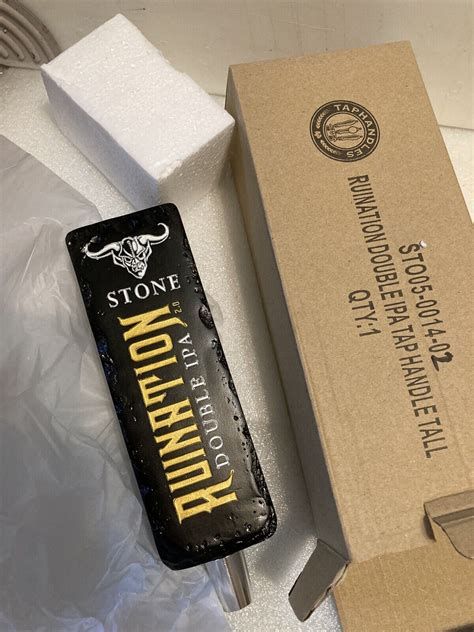 STONE
RUINATION 2.0
DOUBLE IPA
TAPHANDLES
STO05-0014-02
RUINATION DOUBLE IPA TAP HANDLE TALL
QTY:1